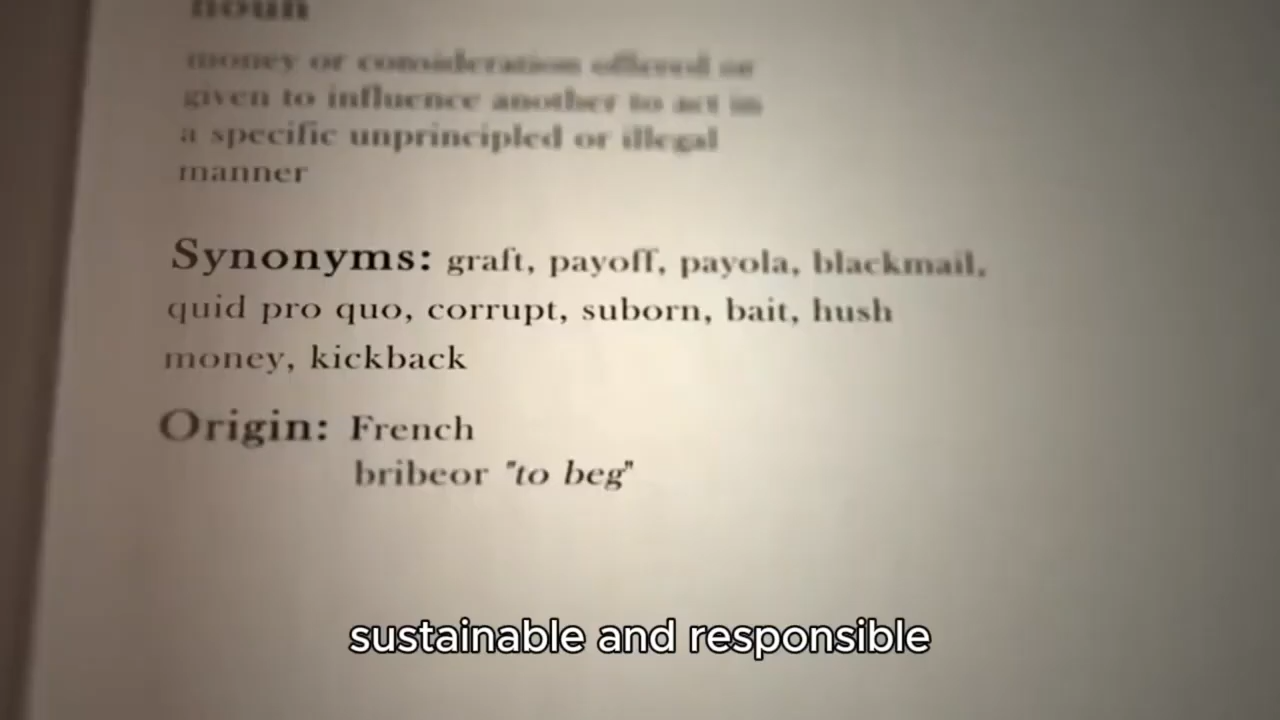 noun
money or consideration offered or
given to influence another to act in
a specific unprincipled or illegal
manner
Synonyms: graft, payoff, payola, blackmail,
quid pro quo, corrupt, suborn, bait, hush
money, kickback
Origin: French
bribeor "to beg"
sustainable and responsible